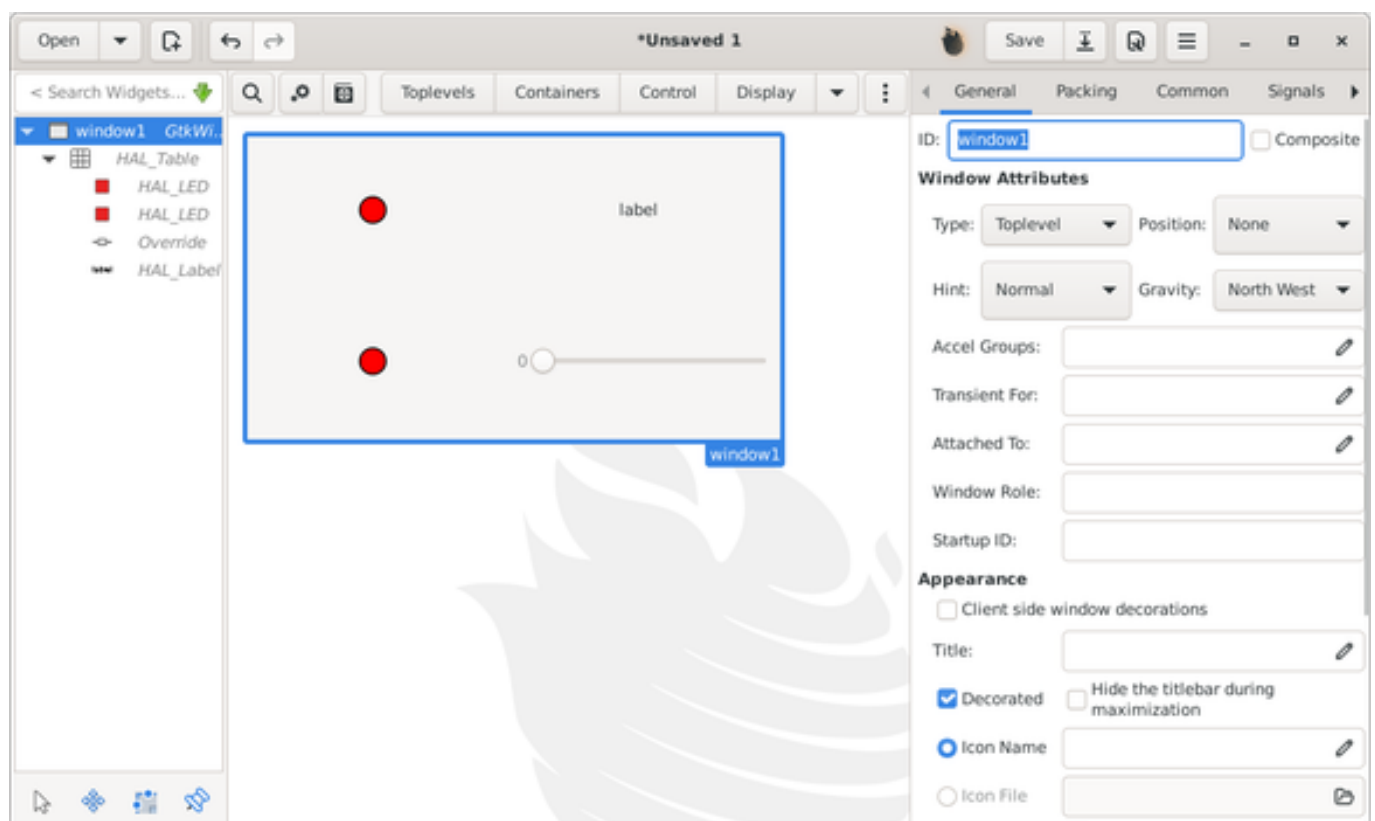 Open
*Unsaved 1
Save
< Search Widgets...
Toplevels Containers Control Display
General Packing Common Signals
window1 GtkWi..
HAL_Table
HAL_LED
HAL_LED
Override
HAL_Label
label
0
window1
ID: window1 Composite
Window Attributes
Type: Toplevel Position: None
Hint: Normal Gravity: North West
Accel Groups:
Transient For:
Attached To:
Window Role:
Startup ID:
Appearance
Client side window decorations
Title:
Decorated Hide the titlebar during
maximization
Icon Name
Icon File